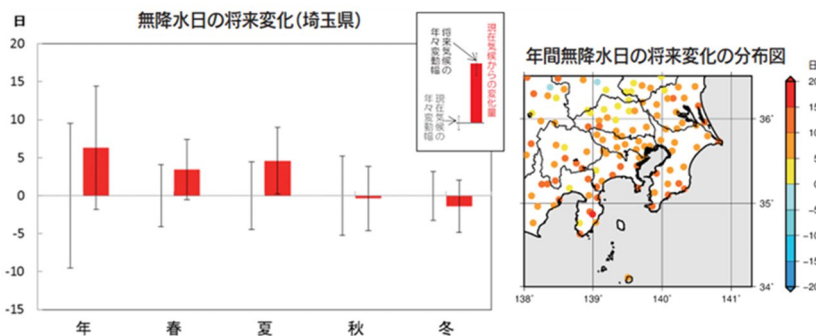 無降水日の将来変化(埼玉県)
日
20
15
10
5
0
-5
-10
-15
年
春
夏
秋
冬
将来気候の
年々変動幅
現在気候の
年々変動幅
現在気候からの変化量
年間無降水日の将来変化の分布図
日
20
15
10
5
0
-5
-10
-15
-20
36°
35°
34°
138°
139°
140°
141°